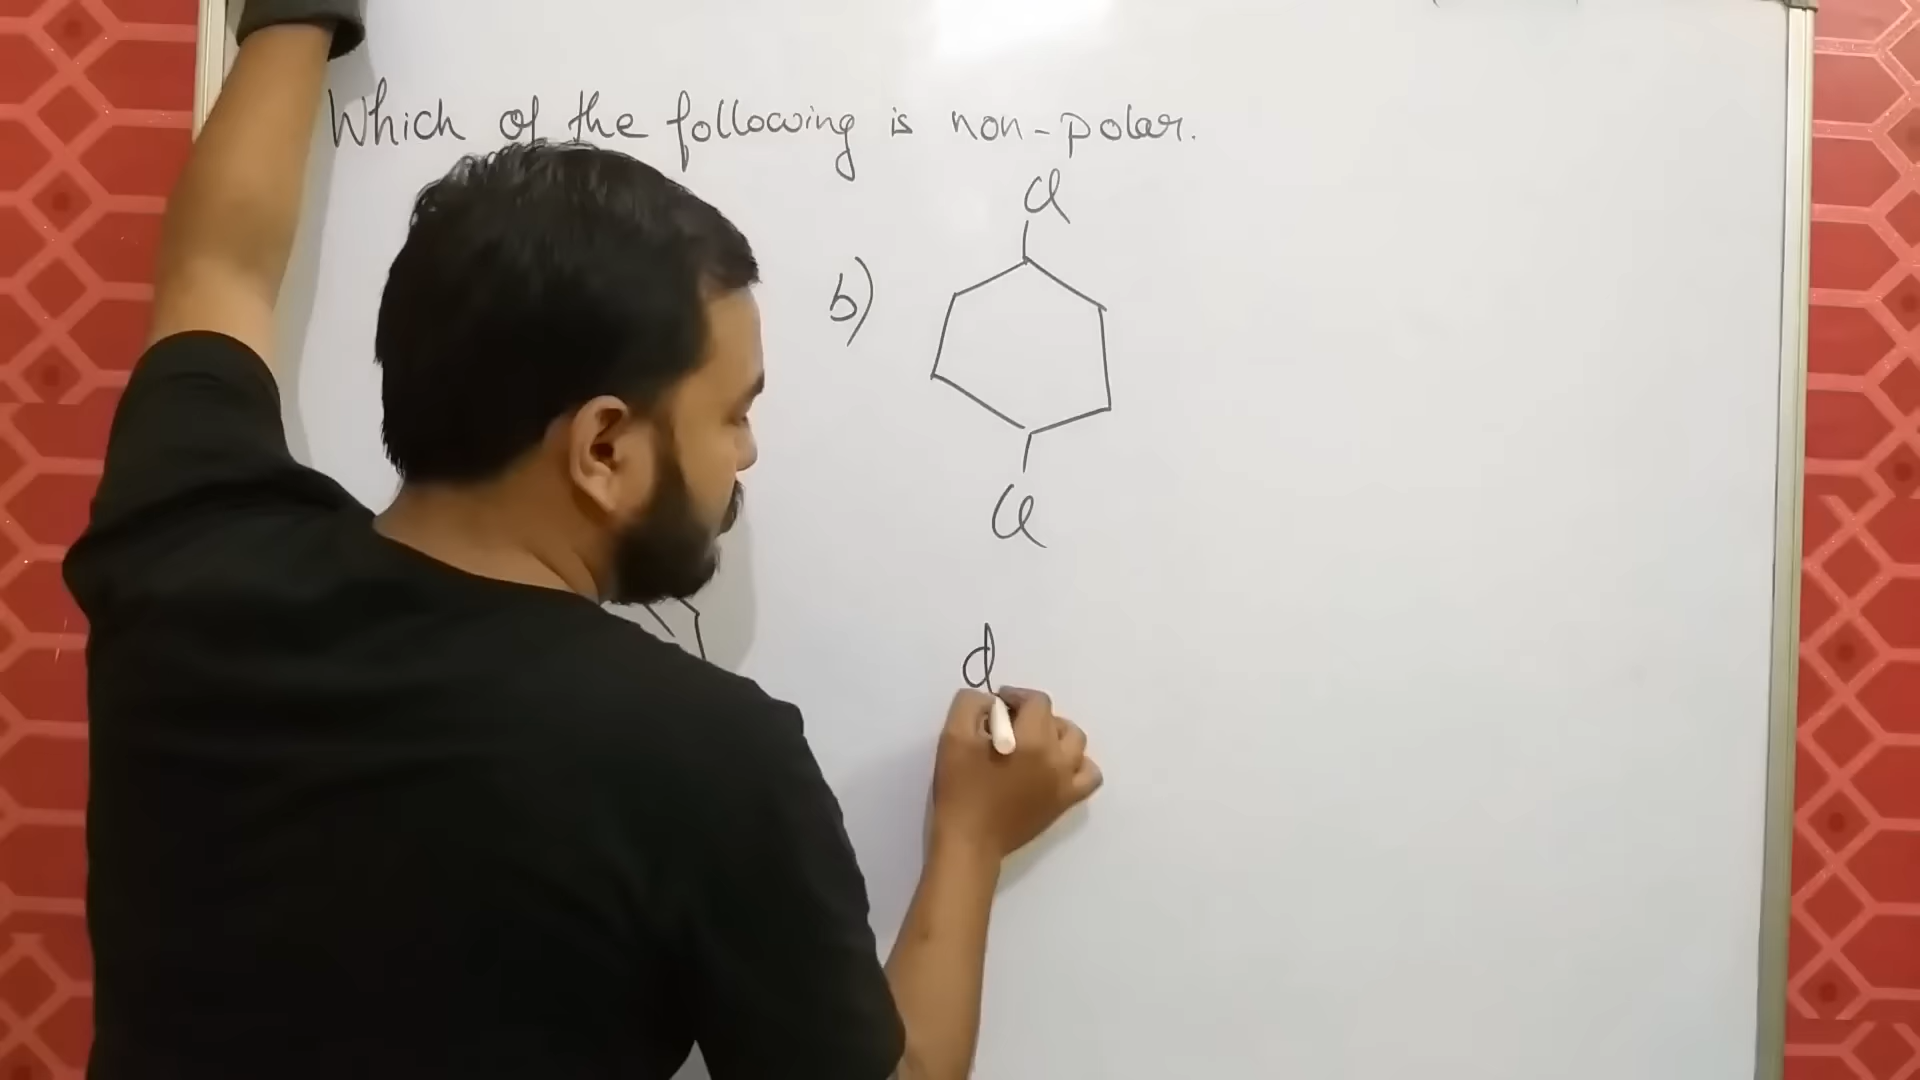 Which of the following is non-polar.
Cl
b)
Cl
d